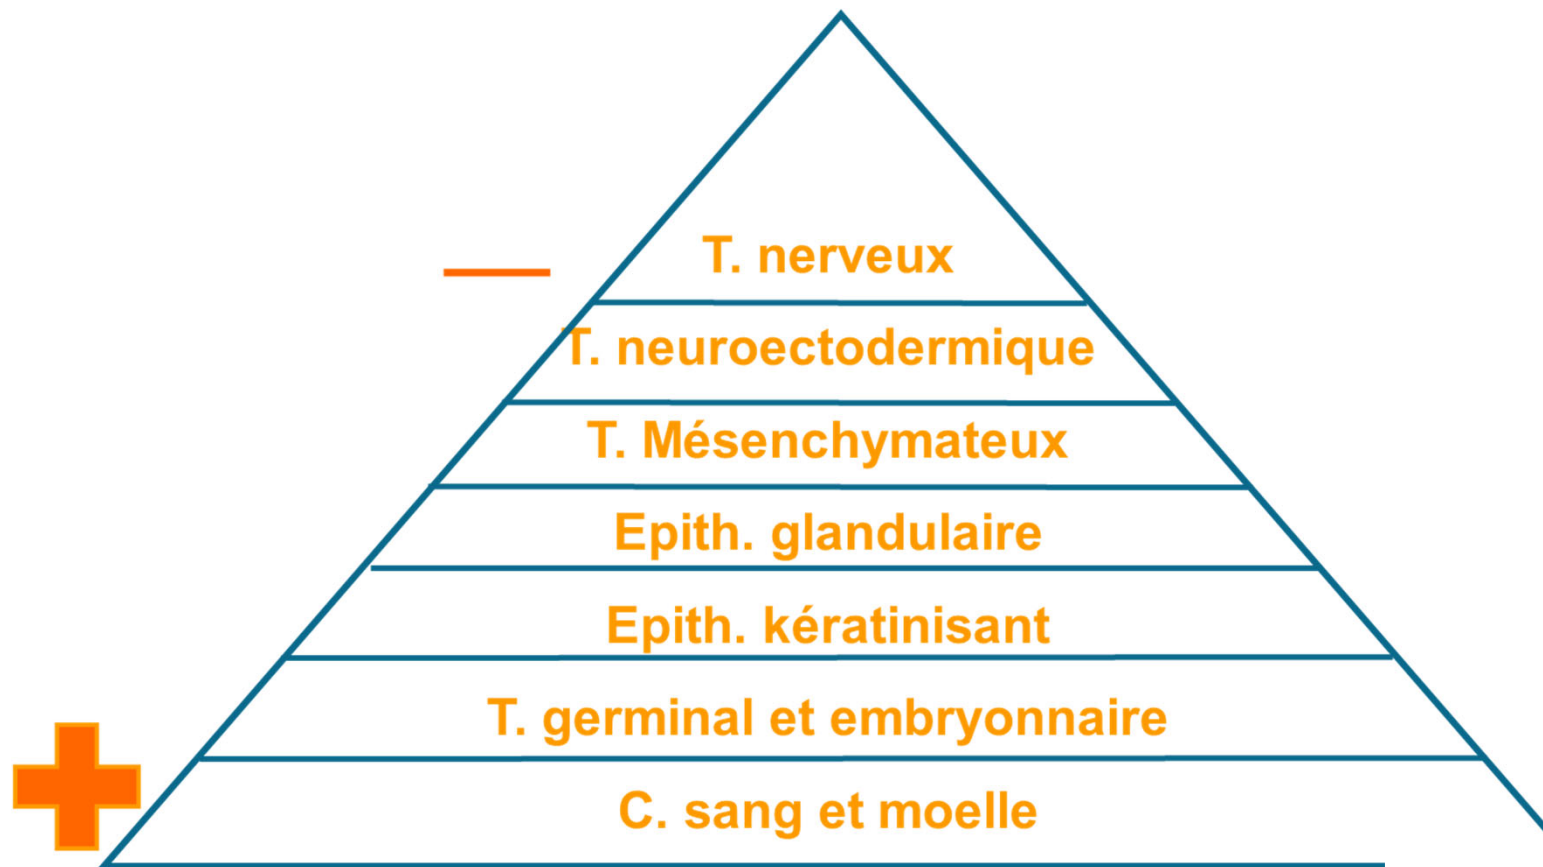 T. nerveux
T. neuroectodermique
T. Mésenchymateux
Epith. glandulaire
Epith. kératinisant
T. germinal et embryonnaire
C. sang et moelle